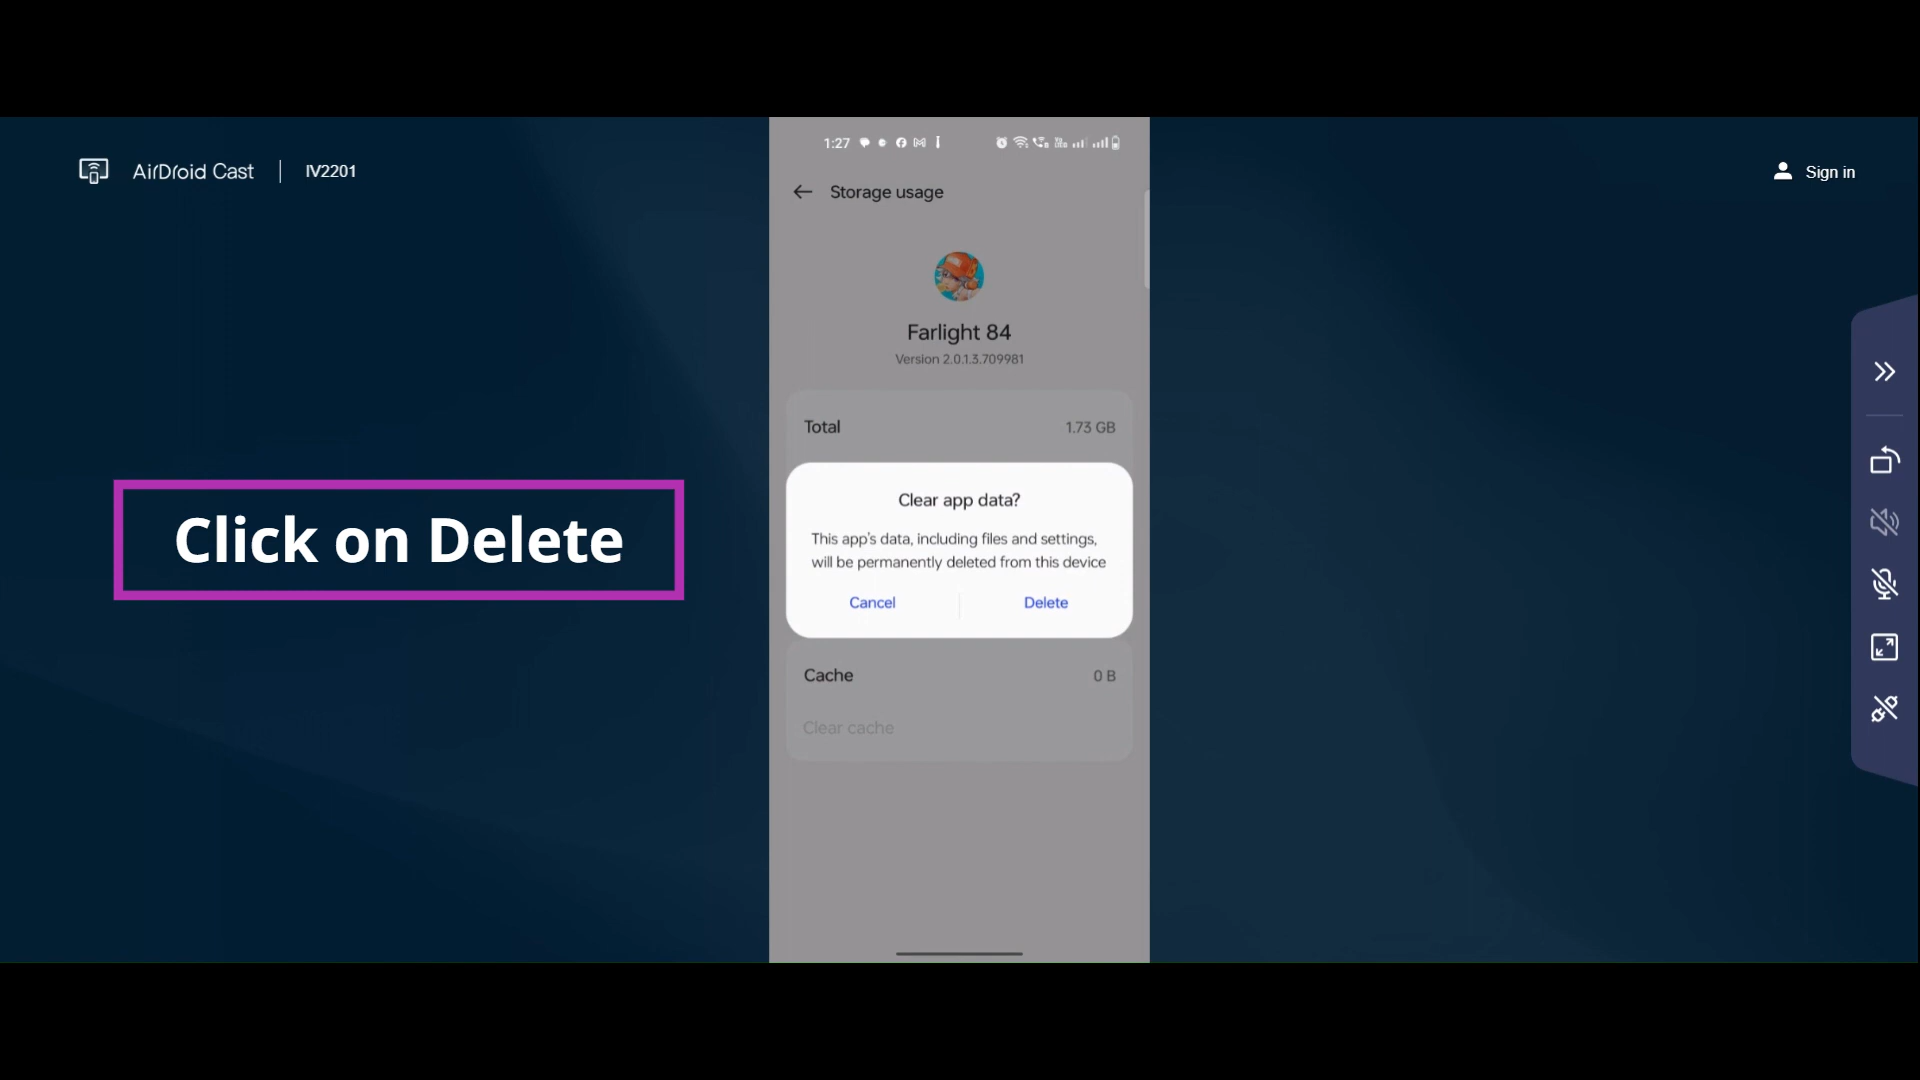 AirDroid Cast | IV2201
Sign in
1:27
Storage usage
Farlight 84
Version 2.0.1.3.709981
Total 1.73 GB
Click on Delete
Clear app data?
This app's data, including files and settings,
will be permanently deleted from this device
Cancel Delete
Cache 0 B
Clear cache